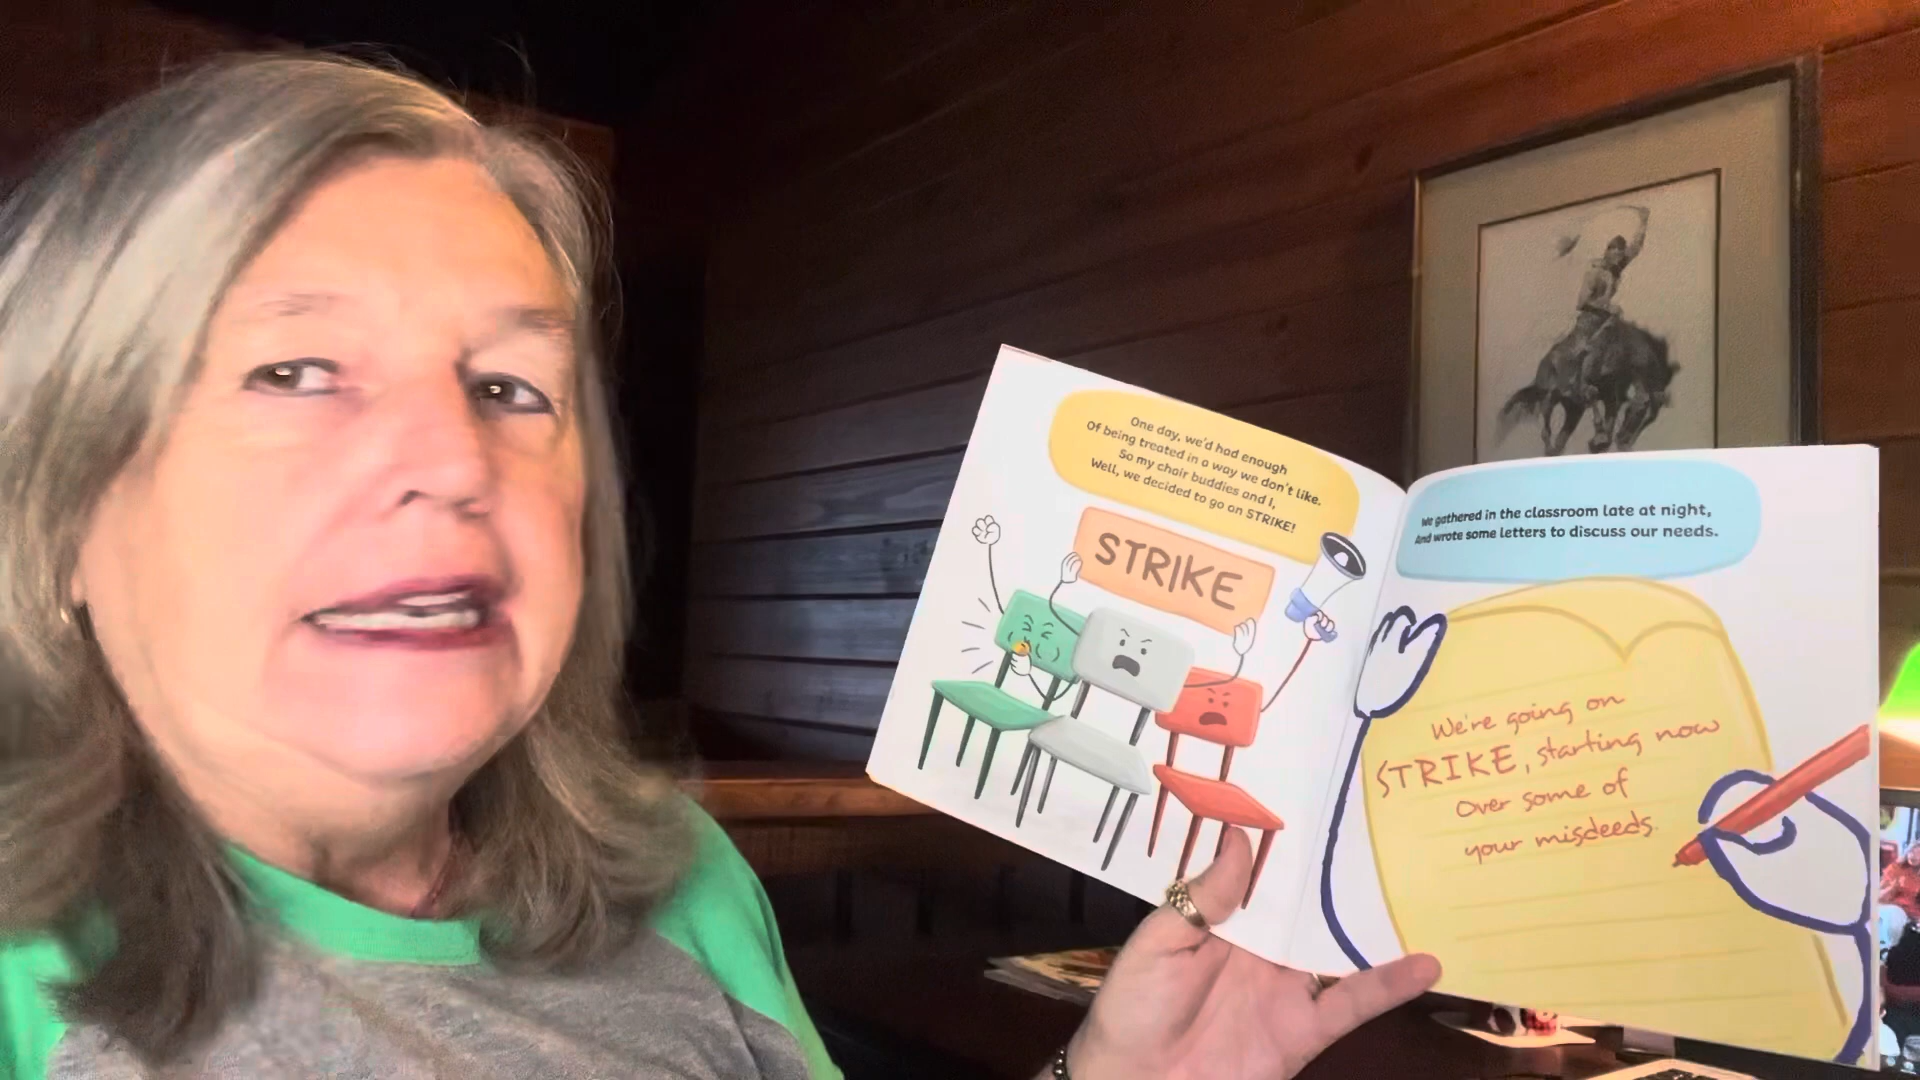 One day, we'd had enough
Of being treated in a way we don't like.
So my chair buddies and I,
Well, we decided to go on STRIKE!
STRIKE
We gathered in the classroom late at night,
And wrote some letters to discuss our needs.
We're going on
STRIKE, starting now
Over some of
your misdeeds.